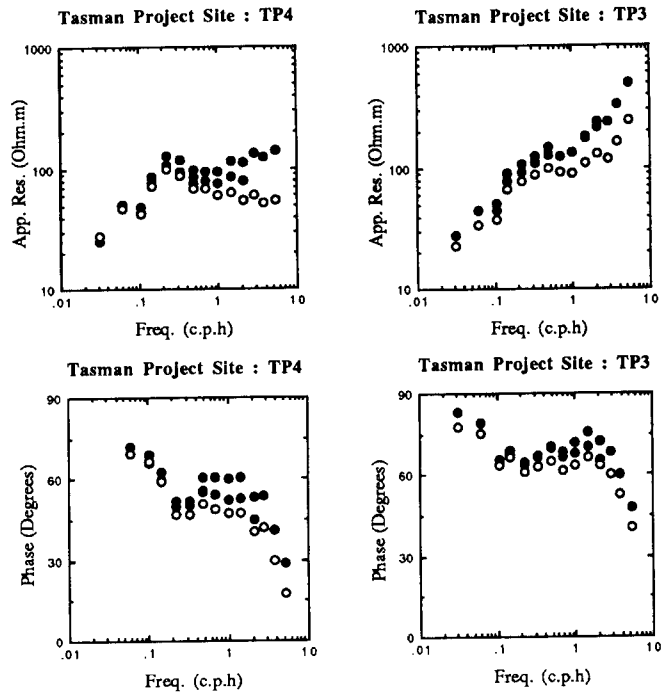 Tasman Project Site : TP4
1000
100
10
App. Res. (Ohm.m)
.01
.1
1
10
Freq. (c.p.h)
Tasman Project Site : TP3
1000
100
10
App. Res. (Ohm.m)
.01
.1
1
10
Freq. (c.p.h)
Tasman Project Site : TP4
90
60
30
0
Phase (Degrees)
.01
.1
1
10
Freq. (c.p.h)
Tasman Project Site : TP3
90
60
30
0
Phase (Degrees)
.01
.1
1
10
Freq. (c.p.h)